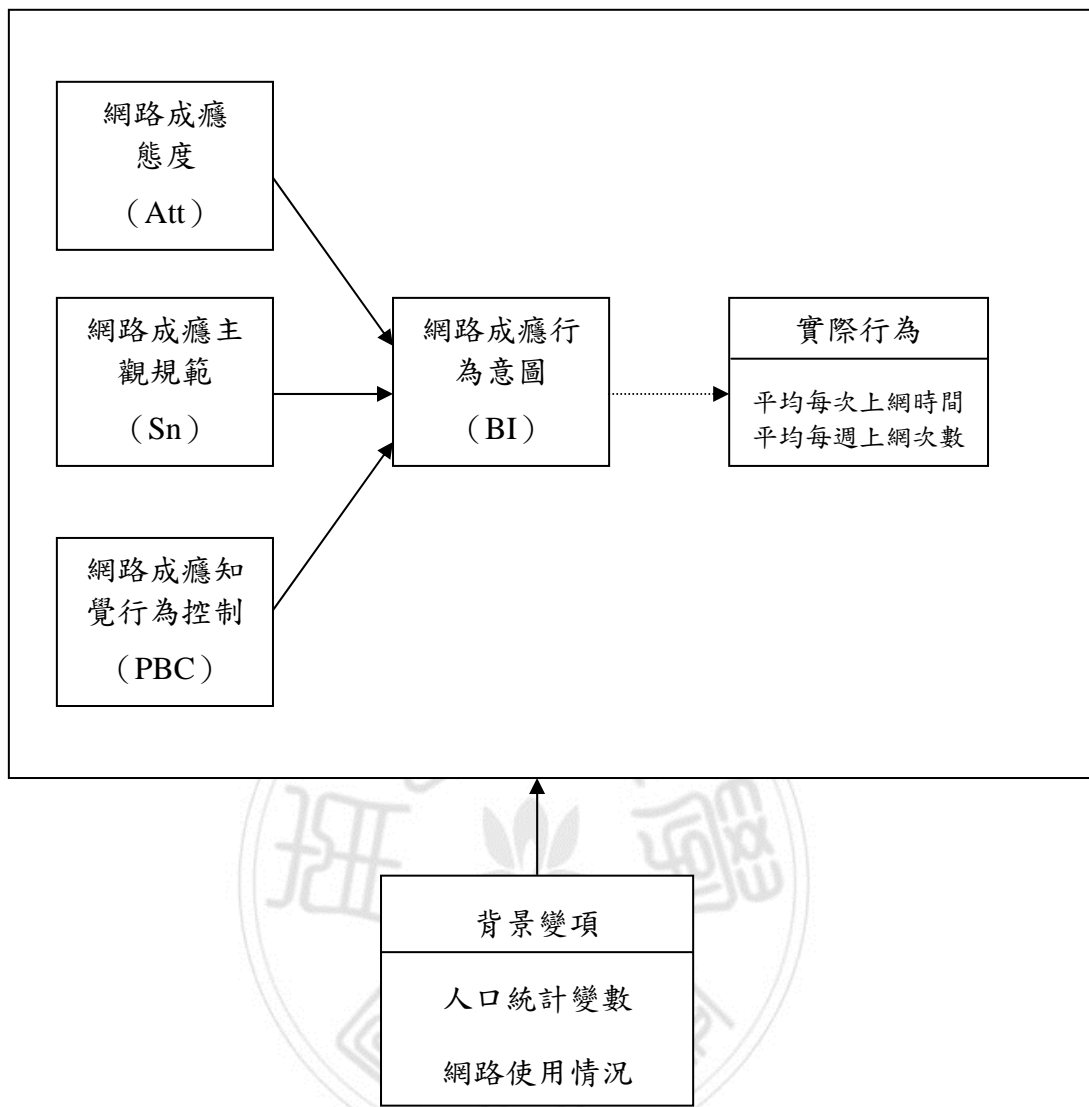 網路成癮
態度
（Att）
網路成癮主
觀規範
（Sn）
網路成癮知
覺行為控制
（PBC）
網路成癮行
為意圖
（BI）
實際行為
平均每次上網時間
平均每週上網次數
背景變項
人口統計變數
網路使用情況